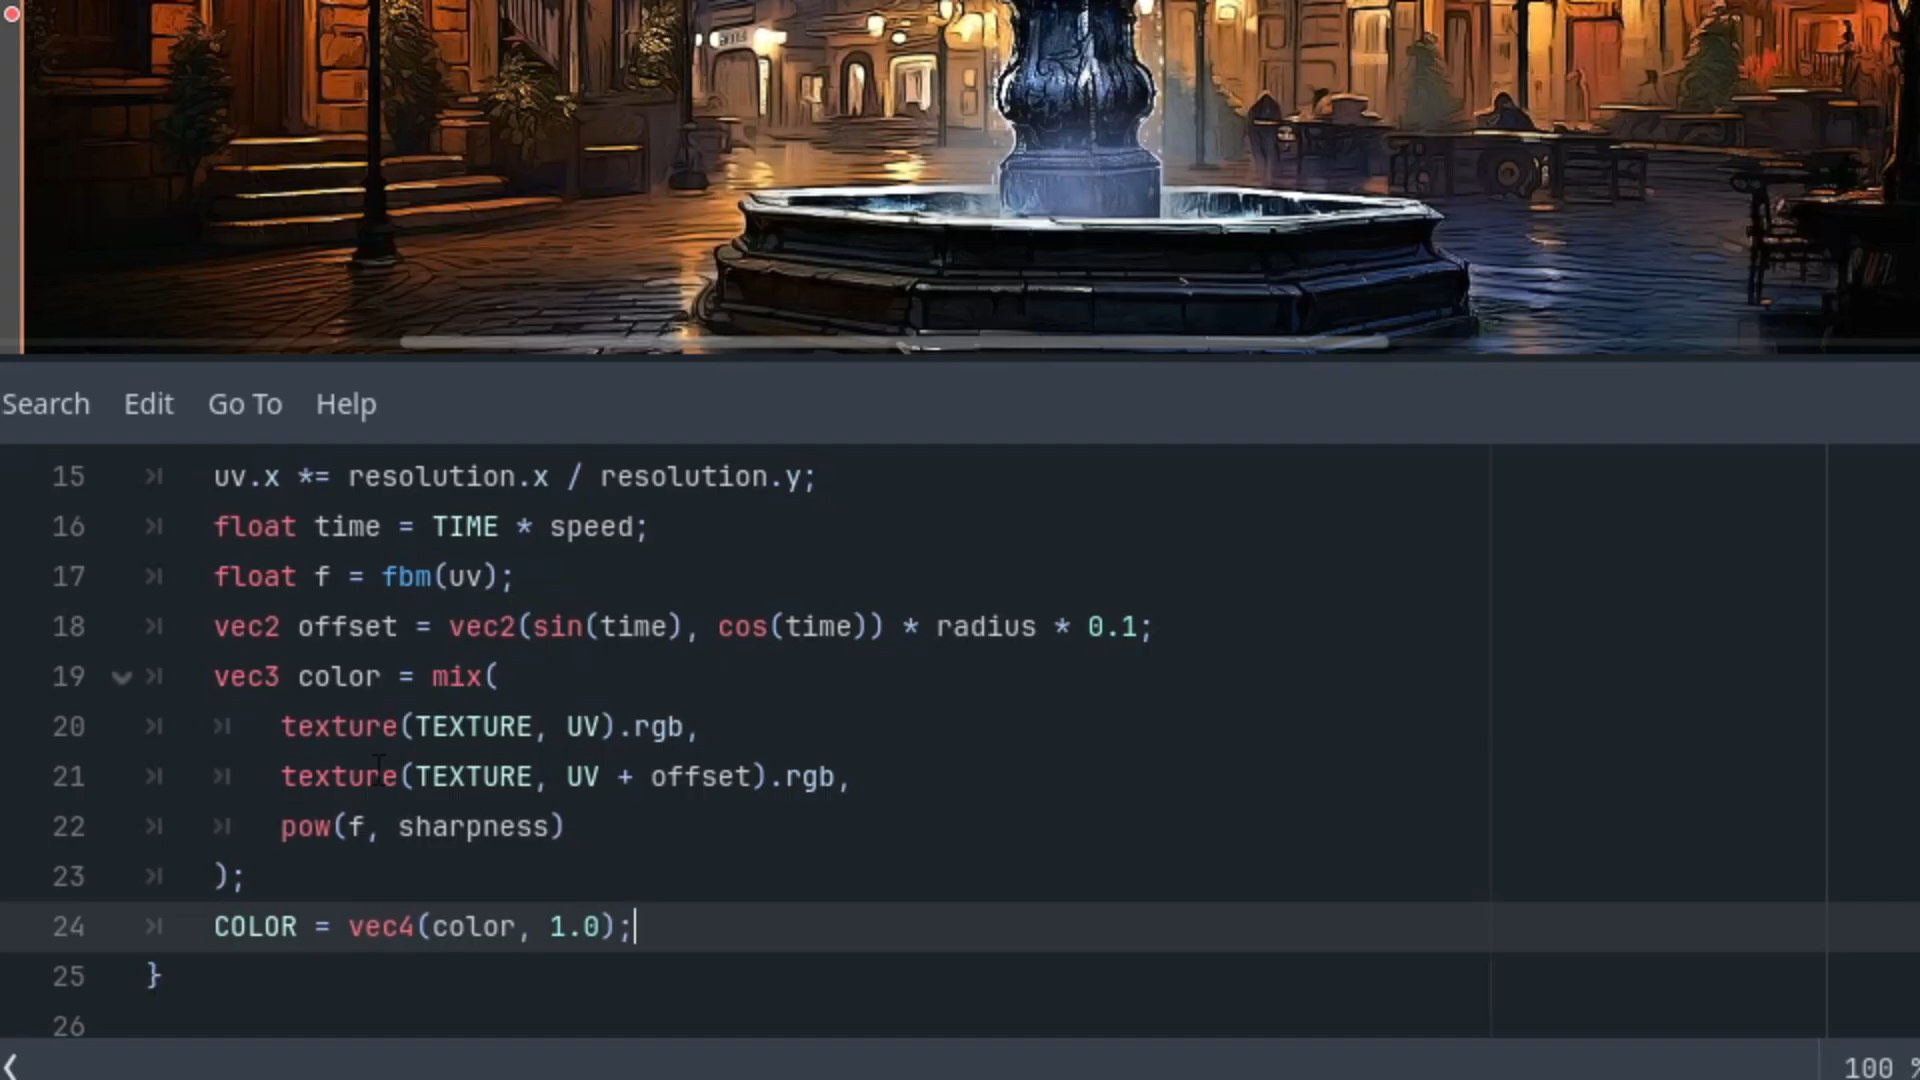 Search Edit Go To Help
15 uv.x *= resolution.x / resolution.y;
16 float time = TIME * speed;
17 float f = fbm(uv);
18 vec2 offset = vec2(sin(time), cos(time)) * radius * 0.1;
19 vec3 color = mix(
20 texture(TEXTURE, UV).rgb,
21 texture(TEXTURE, UV + offset).rgb,
22 pow(f, sharpness)
23 );
24 COLOR = vec4(color, 1.0);
25 }
26
100 %